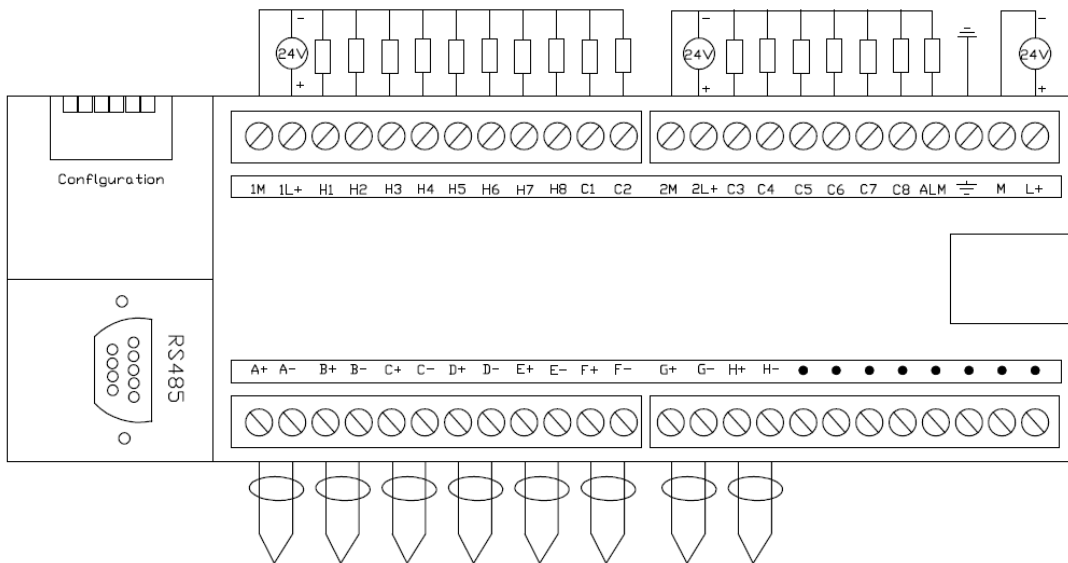 - - -
24V 24V 24V
+ + +
Configuration
1M 1L+ H1 H2 H3 H4 H5 H6 H7 H8 C1 C2 2M 2L+ C3 C4 C5 C6 C7 C8 ALM M L+
RS485
A+ A- B+ B- C+ C- D+ D- E+ E- F+ F- G+ G- H+ H-